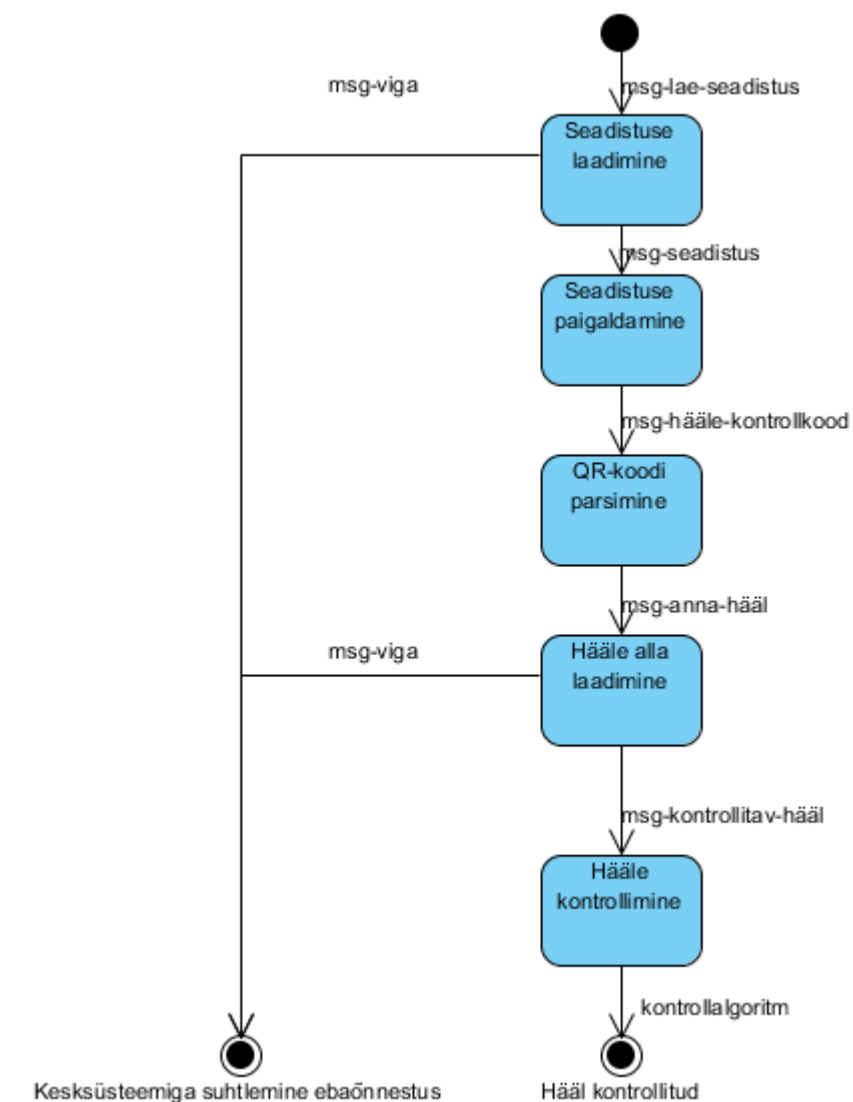 msg-viga
msg-lae-seadistus
Seadistuse
laadimine
msg-seadistus
Seadistuse
paigaldamine
msg-hääle-kontrollkood
QR-koodi
parsimine
msg-anna-hääl
msg-viga
Hääle alla
laadimine
msg-kontrollitav-hääl
Hääle
kontrollimine
kontrollalgoritm
Kesksüsteemiga suhtlemine ebaõnnestus
Hääl kontrollitud